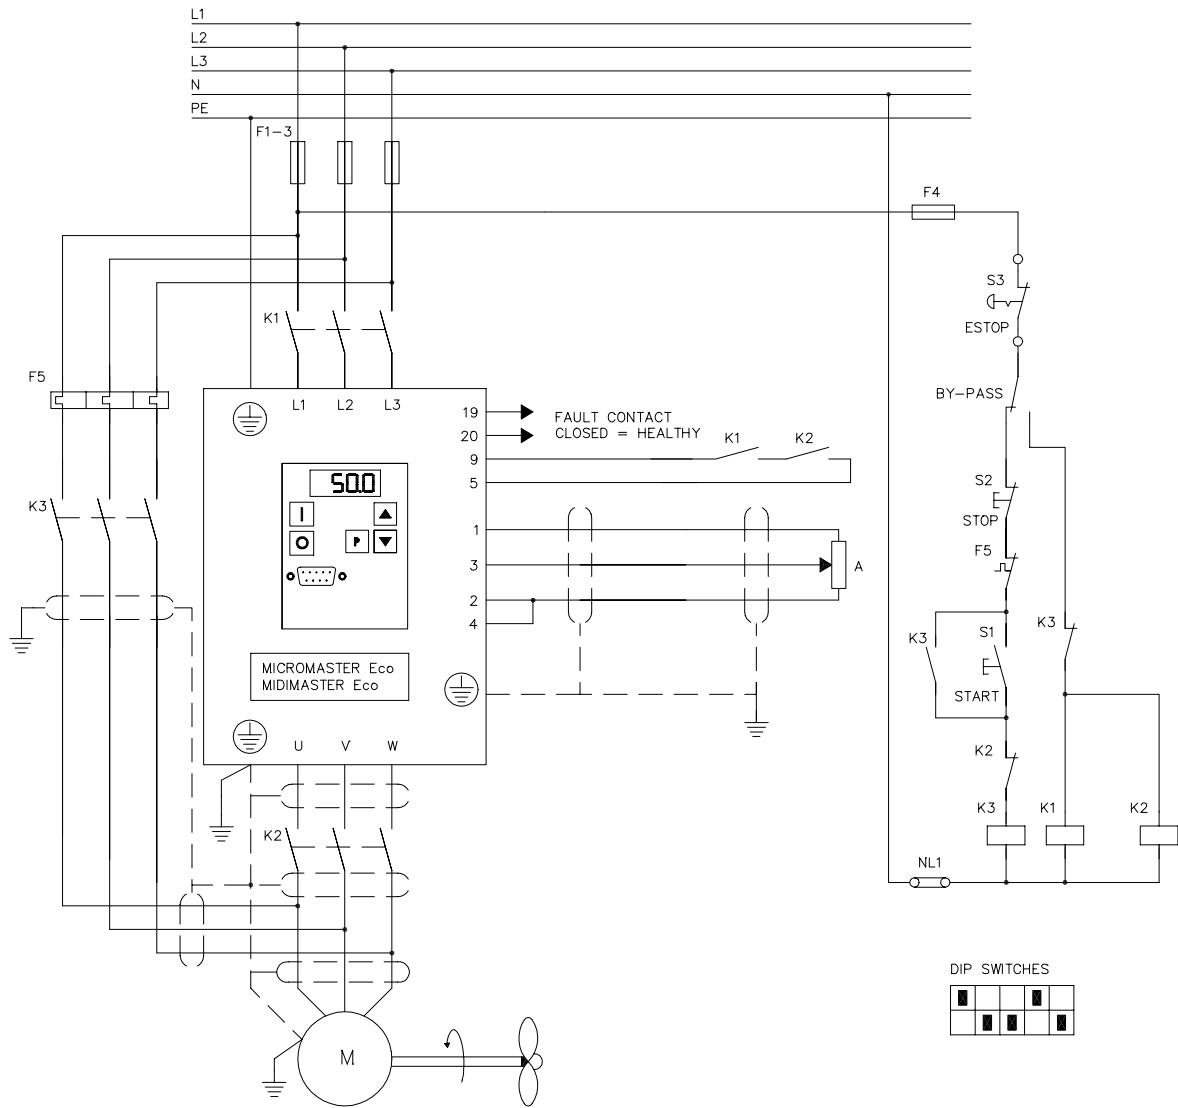 L1
L2
L3
N
PE
F1-3
F4
S3
ESTOP
K1
F5
BY-PASS
L1 L2 L3
19
20
FAULT CONTACT
CLOSED = HEALTHY
9
5
K1 K2
50.0
P
K3
S2
STOP
F5
1
3
2
4
A
K3
S1
START
K3
MICROMASTER Eco
MIDIMASTER Eco
U V W
K2
K3 K1 K2
K2
NL1
DIP SWITCHES
M